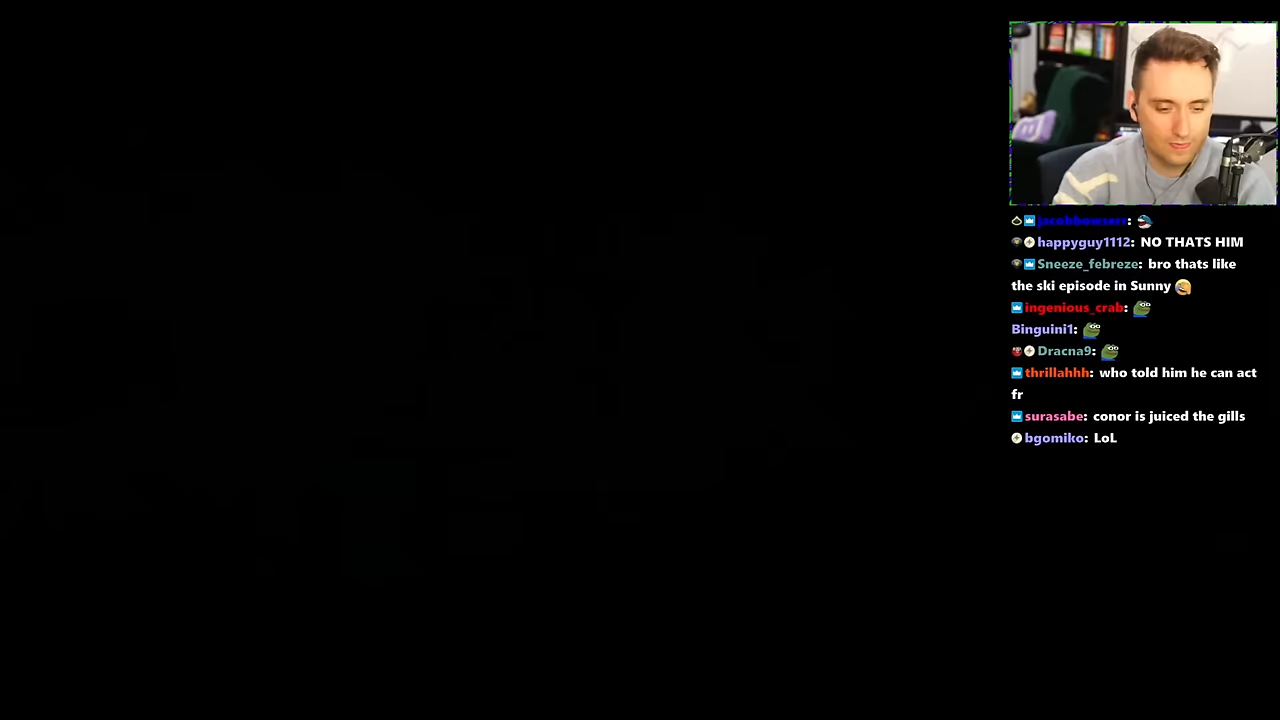 jacobbowserr:
happyguy1112: NO THATS HIM
Sneeze_febreze: bro thats like
the ski episode in Sunny
ingenious_crab:
Binguini1:
Dracna9:
thrillahhh: who told him he can act
fr
surasabe: conor is juiced the gills
bgomiko: LoL